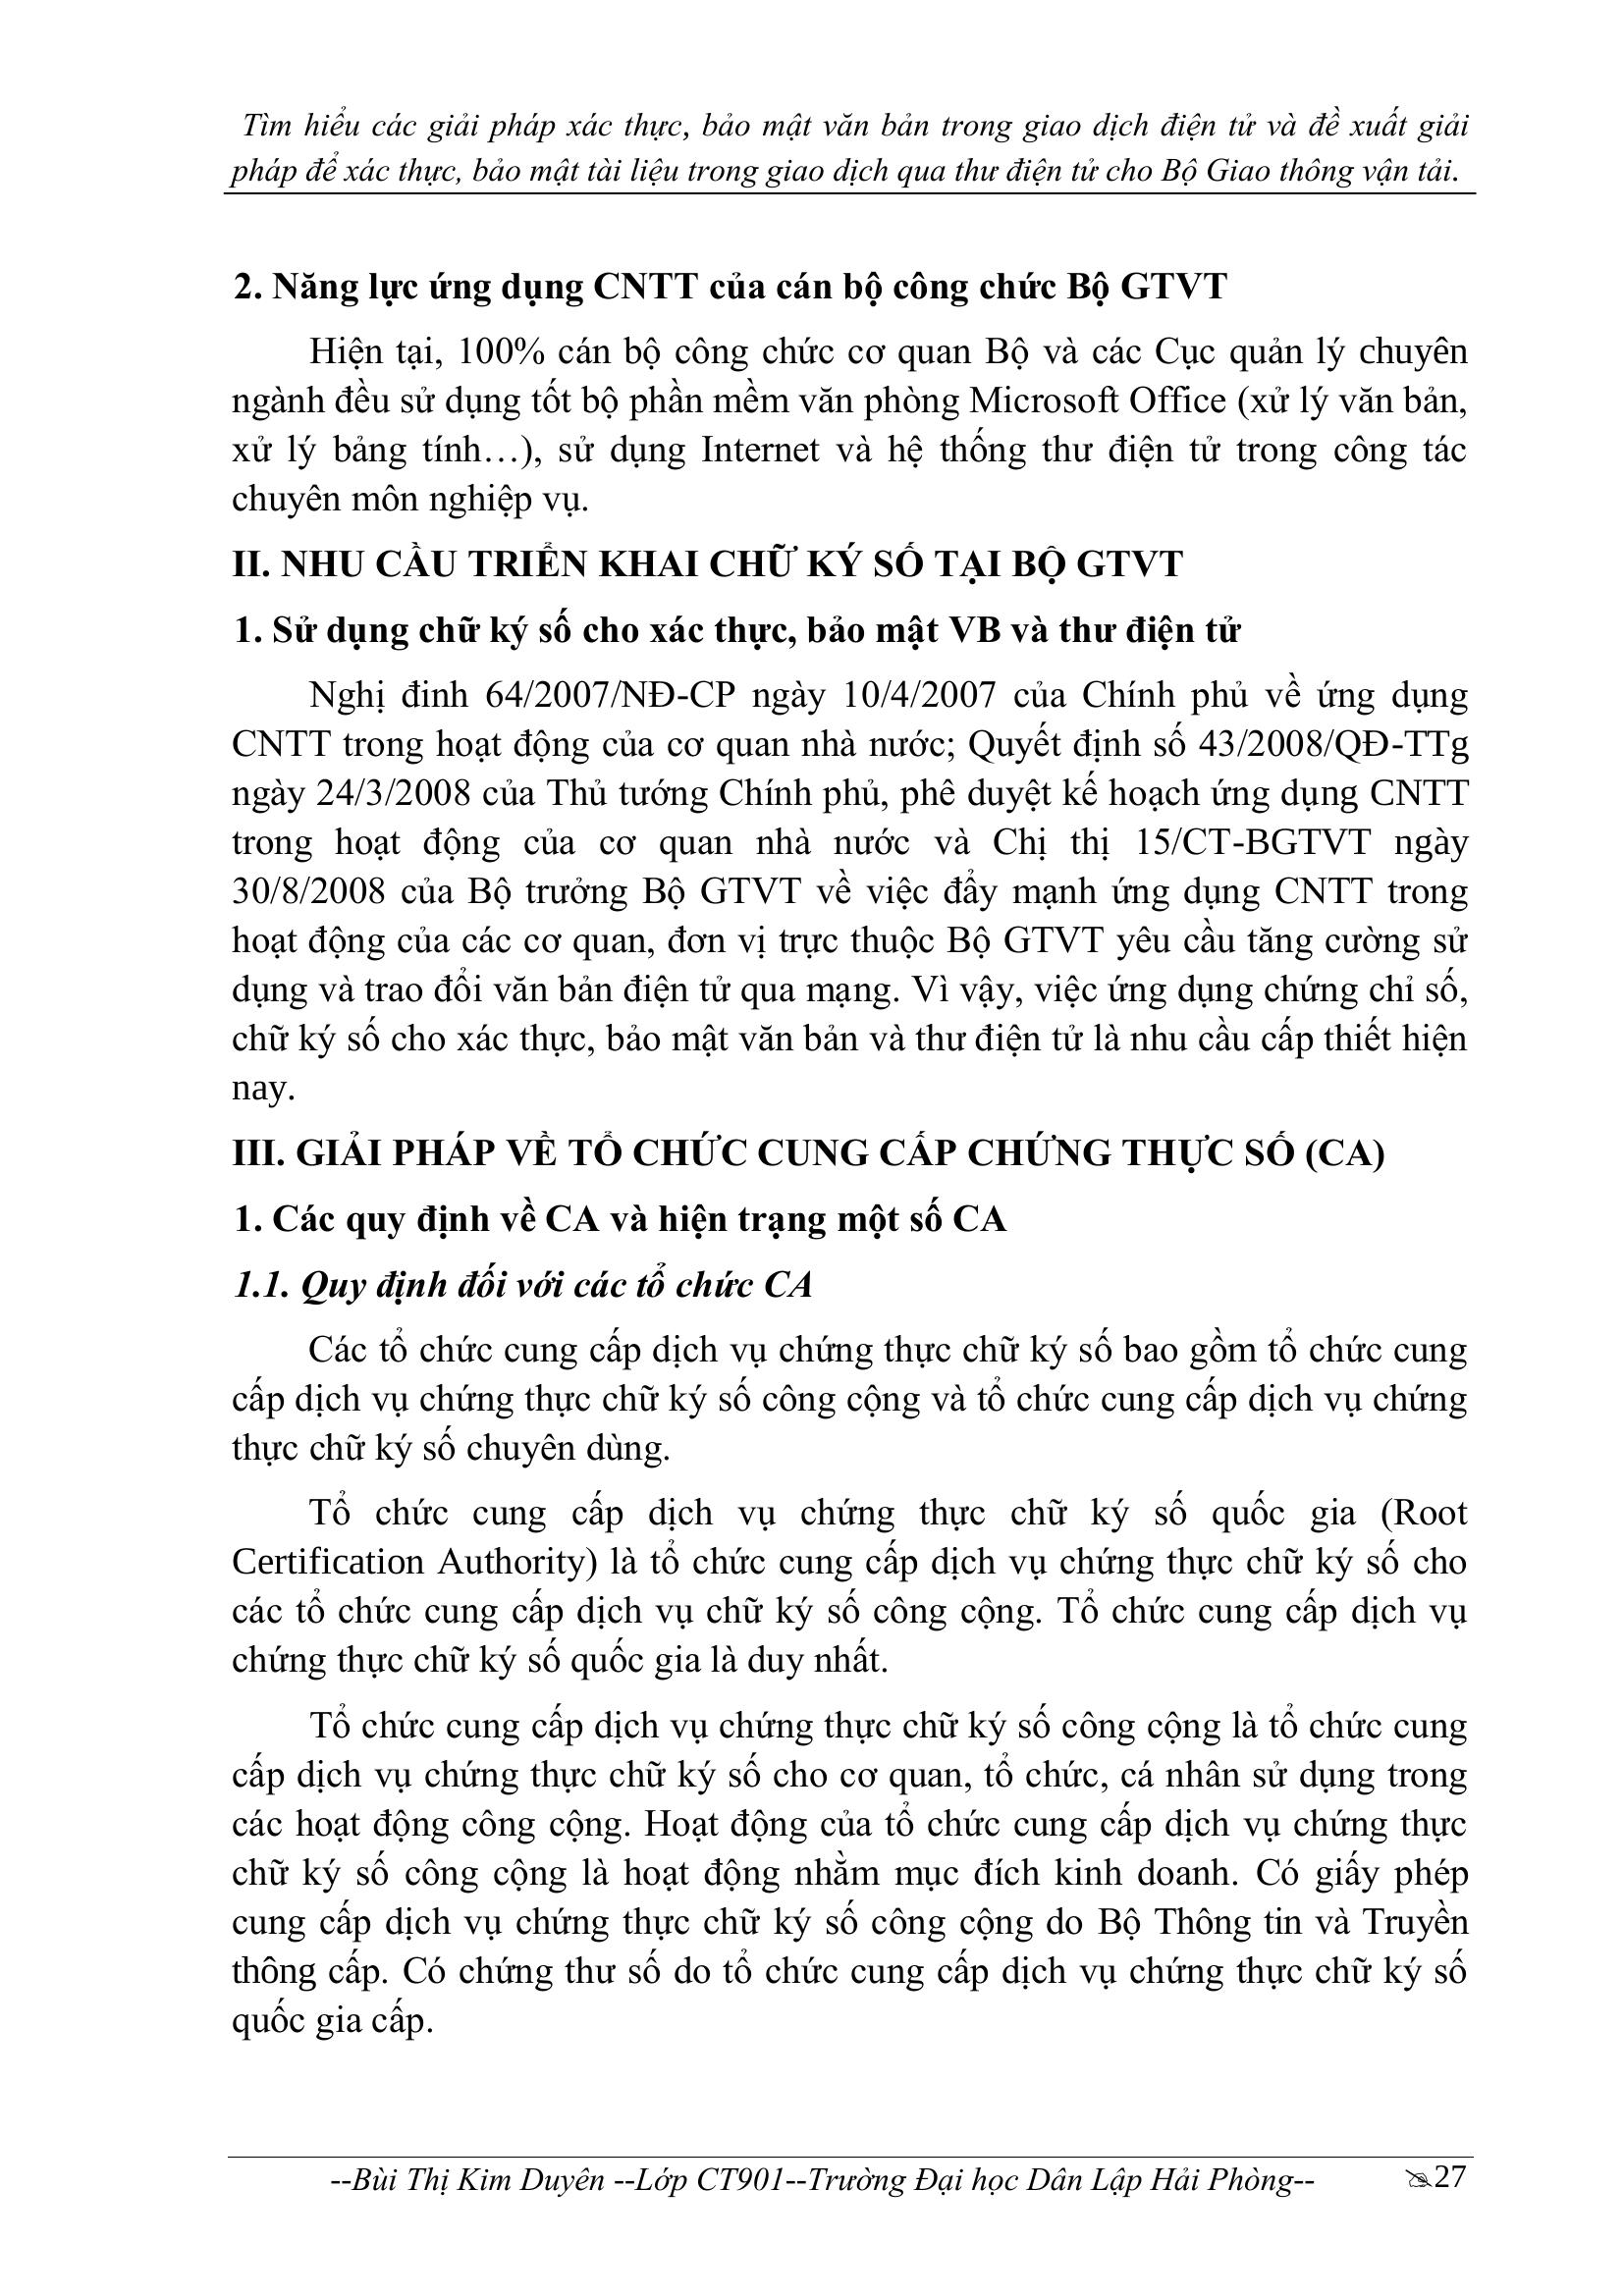 Tìm hiểu các giải pháp xác thực, bảo mật văn bản trong giao dịch điện tử và đề xuất giải
pháp để xác thực, bảo mật tài liệu trong giao dịch qua thư điện tử cho Bộ Giao thông vận tải.
2. Năng lực ứng dụng CNTT của cán bộ công chức Bộ GTVT
Hiện tại, 100% cán bộ công chức cơ quan Bộ và các Cục quản lý chuyên
ngành đều sử dụng tốt bộ phần mềm văn phòng Microsoft Office (xử lý văn bản,
xử lý bảng tính…), sử dụng Internet và hệ thống thư điện tử trong công tác
chuyên môn nghiệp vụ.
II. NHU CẦU TRIỂN KHAI CHỮ KÝ SỐ TẠI BỘ GTVT
1. Sử dụng chữ ký số cho xác thực, bảo mật VB và thư điện tử
Nghị đinh 64/2007/NĐ-CP ngày 10/4/2007 của Chính phủ về ứng dụng
CNTT trong hoạt động của cơ quan nhà nước; Quyết định số 43/2008/QĐ-TTg
ngày 24/3/2008 của Thủ tướng Chính phủ, phê duyệt kế hoạch ứng dụng CNTT
trong hoạt động của cơ quan nhà nước và Chị thị 15/CT-BGTVT ngày
30/8/2008 của Bộ trưởng Bộ GTVT về việc đẩy mạnh ứng dụng CNTT trong
hoạt động của các cơ quan, đơn vị trực thuộc Bộ GTVT yêu cầu tăng cường sử
dụng và trao đổi văn bản điện tử qua mạng. Vì vậy, việc ứng dụng chứng chỉ số,
chữ ký số cho xác thực, bảo mật văn bản và thư điện tử là nhu cầu cấp thiết hiện
nay.
III. GIẢI PHÁP VỀ TỔ CHỨC CUNG CẤP CHỨNG THỰC SỐ (CA)
1. Các quy định về CA và hiện trạng một số CA
1.1. Quy định đối với các tổ chức CA
Các tổ chức cung cấp dịch vụ chứng thực chữ ký số bao gồm tổ chức cung
cấp dịch vụ chứng thực chữ ký số công cộng và tổ chức cung cấp dịch vụ chứng
thực chữ ký số chuyên dùng.
Tổ chức cung cấp dịch vụ chứng thực chữ ký số quốc gia (Root
Certification Authority) là tổ chức cung cấp dịch vụ chứng thực chữ ký số cho
các tổ chức cung cấp dịch vụ chữ ký số công cộng. Tổ chức cung cấp dịch vụ
chứng thực chữ ký số quốc gia là duy nhất.
Tổ chức cung cấp dịch vụ chứng thực chữ ký số công cộng là tổ chức cung
cấp dịch vụ chứng thực chữ ký số cho cơ quan, tổ chức, cá nhân sử dụng trong
các hoạt động công cộng. Hoạt động của tổ chức cung cấp dịch vụ chứng thực
chữ ký số công cộng là hoạt động nhằm mục đích kinh doanh. Có giấy phép
cung cấp dịch vụ chứng thực chữ ký số công cộng do Bộ Thông tin và Truyền
thông cấp. Có chứng thư số do tổ chức cung cấp dịch vụ chứng thực chữ ký số
quốc gia cấp.
--Bùi Thị Kim Duyên --Lớp CT901--Trường Đại học Dân Lập Hải Phòng-- 27